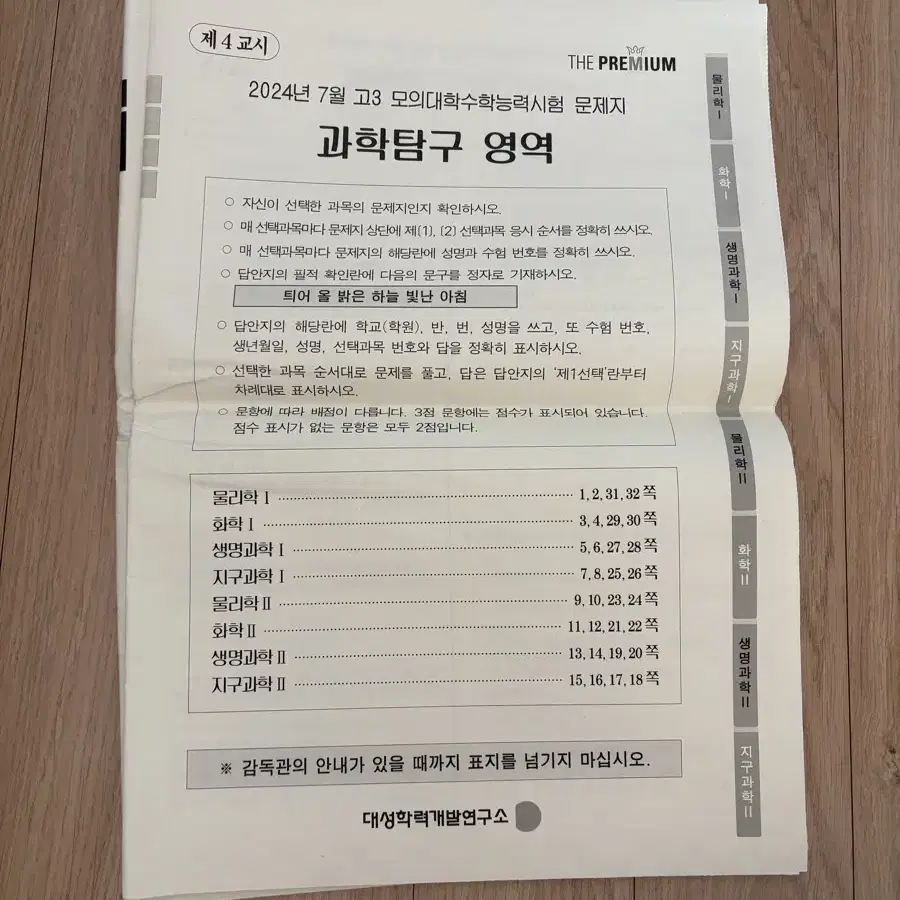 제 4 교시
THE PREMIUM
2024년 7월 고3 모의대학수학능력시험 문제지
과학탐구 영역
○ 자신이 선택한 과목의 문제지인지 확인하시오.
○ 매 선택과목마다 문제지 상단에 제(1), (2) 선택과목 응시 순서를 정확히 쓰시오.
○ 매 선택과목마다 문제지의 해당란에 성명과 수험 번호를 정확히 쓰시오.
○ 답안지의 필적 확인란에 다음의 문구를 정자로 기재하시오.
틔어 올 밝은 하늘 빛난 아침
○ 답안지의 해당란에 학교(학원), 반, 번, 성명을 쓰고, 또 수험 번호,
생년월일, 성명, 선택과목 번호와 답을 정확히 표시하시오.
○ 선택한 과목 순서대로 문제를 풀고, 답은 답안지의 '제1선택'란부터
차례대로 표시하시오.
○ 문항에 따라 배점이 다릅니다. 3점 문항에는 점수가 표시되어 있습니다.
점수 표시가 없는 문항은 모두 2점입니다.
물리학 Ⅰ ………… 1, 2, 31, 32 쪽
화학 Ⅰ ………… 3, 4, 29, 30 쪽
생명과학 Ⅰ ………… 5, 6, 27, 28 쪽
지구과학 Ⅰ ………… 7, 8, 25, 26 쪽
물리학 Ⅱ ………… 9, 10, 23, 24 쪽
화학 Ⅱ ………… 11, 12, 21, 22 쪽
생명과학 Ⅱ ………… 13, 14, 19, 20 쪽
지구과학 Ⅱ ………… 15, 16, 17, 18 쪽
※ 감독관의 안내가 있을 때까지 표지를 넘기지 마십시오.
대성학력개발연구소
물리학 Ⅰ
화학 Ⅰ
생명과학 Ⅰ
지구과학 Ⅰ
물리학 Ⅱ
화학 Ⅱ
생명과학 Ⅱ
지구과학 Ⅱ